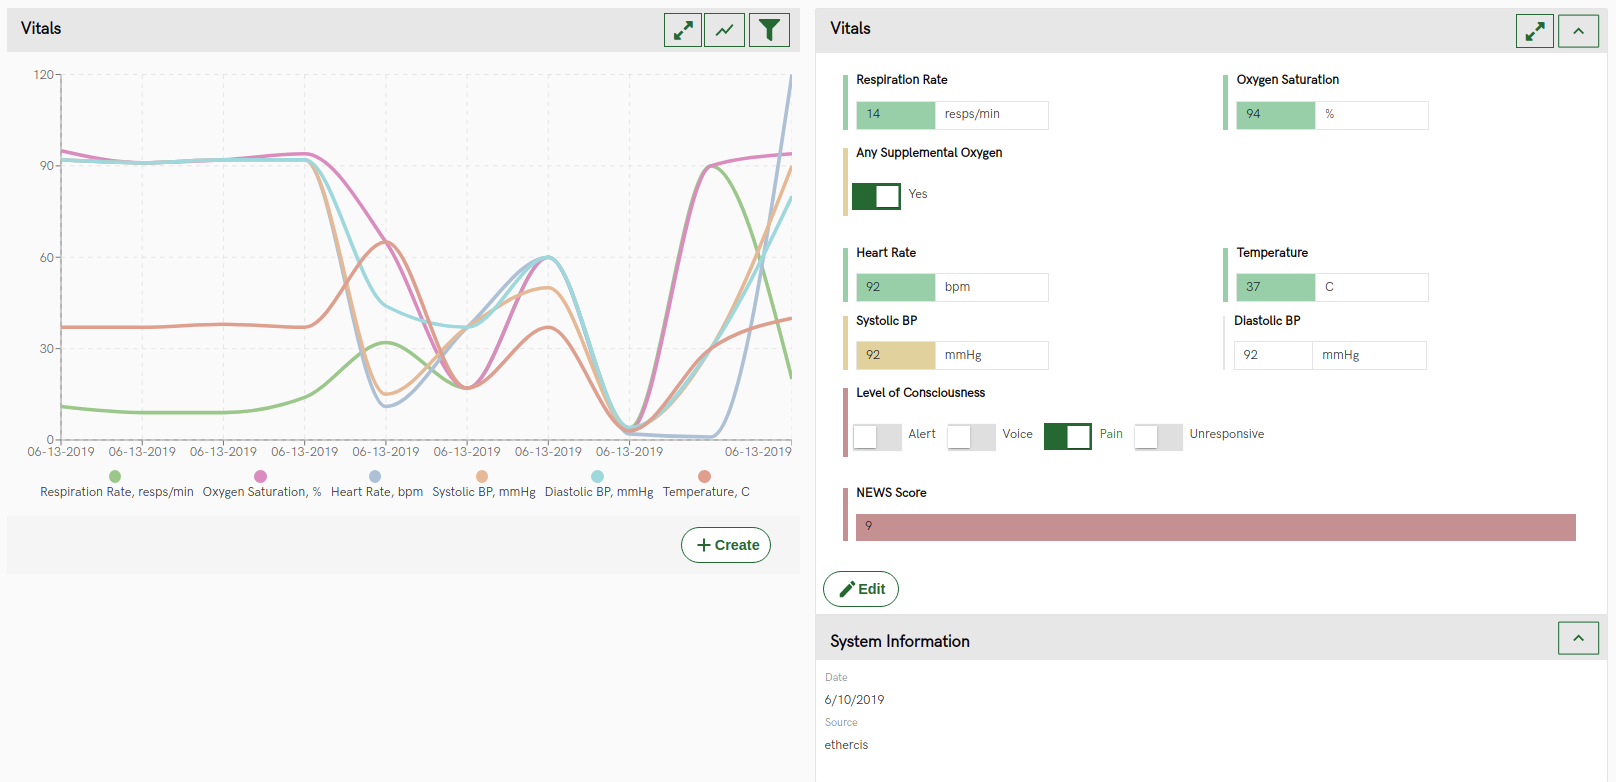 Vitals
120
90
60
30
0
06-13-2019 06-13-2019 06-13-2019 06-13-2019 06-13-2019 06-13-2019 06-13-2019 06-13-2019 06-13-2019
Respiration Rate, resps/min Oxygen Saturation, % Heart Rate, bpm Systolic BP, mmHg Diastolic BP, mmHg Temperature, C
Create
Vitals
Respiration Rate Oxygen Saturation
14 resps/min 94 %
Any Supplemental Oxygen
Yes
Heart Rate Temperature
92 bpm 37 C
Systolic BP Diastolic BP
92 mmHg 92 mmHg
Level of Consciousness
Alert Voice Pain Unresponsive
NEWS Score
9
Edit
System Information
Date
6/10/2019
Source
ethercis